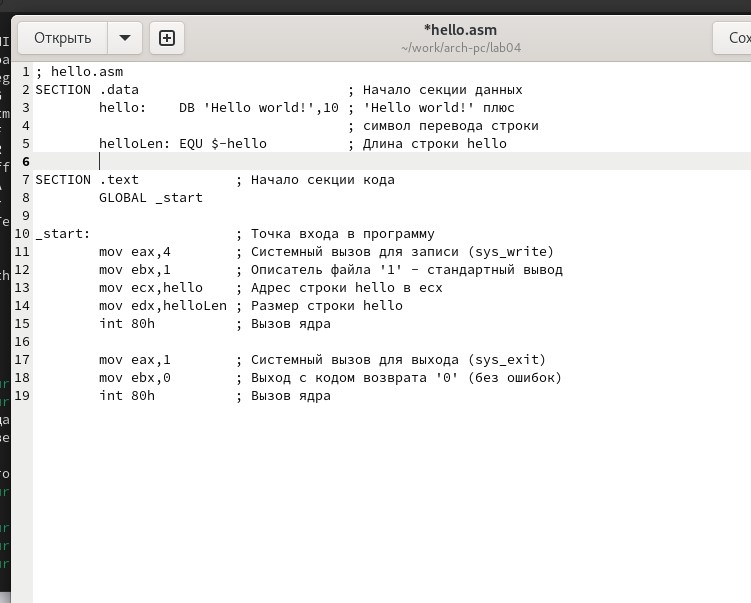 Открыть
*hello.asm
~/work/arch-pc/lab04
1 ; hello.asm
2 SECTION .data                          ; Начало секции данных
3         hello:    DB 'Hello world!',10 ; 'Hello world!' плюс
4                                        ; символ перевода строки
5         helloLen: EQU $-hello          ; Длина строки hello
6
7 SECTION .text            ; Начало секции кода
8         GLOBAL _start
9
10 _start:                  ; Точка входа в программу
11         mov eax,4        ; Системный вызов для записи (sys_write)
12         mov ebx,1        ; Описатель файла '1' - стандартный вывод
13         mov ecx,hello    ; Адрес строки hello в ecx
14         mov edx,helloLen ; Размер строки hello
15         int 80h          ; Вызов ядра
16
17         mov eax,1        ; Системный вызов для выхода (sys_exit)
18         mov ebx,0        ; Выход с кодом возврата '0' (без ошибок)
19         int 80h          ; Вызов ядра